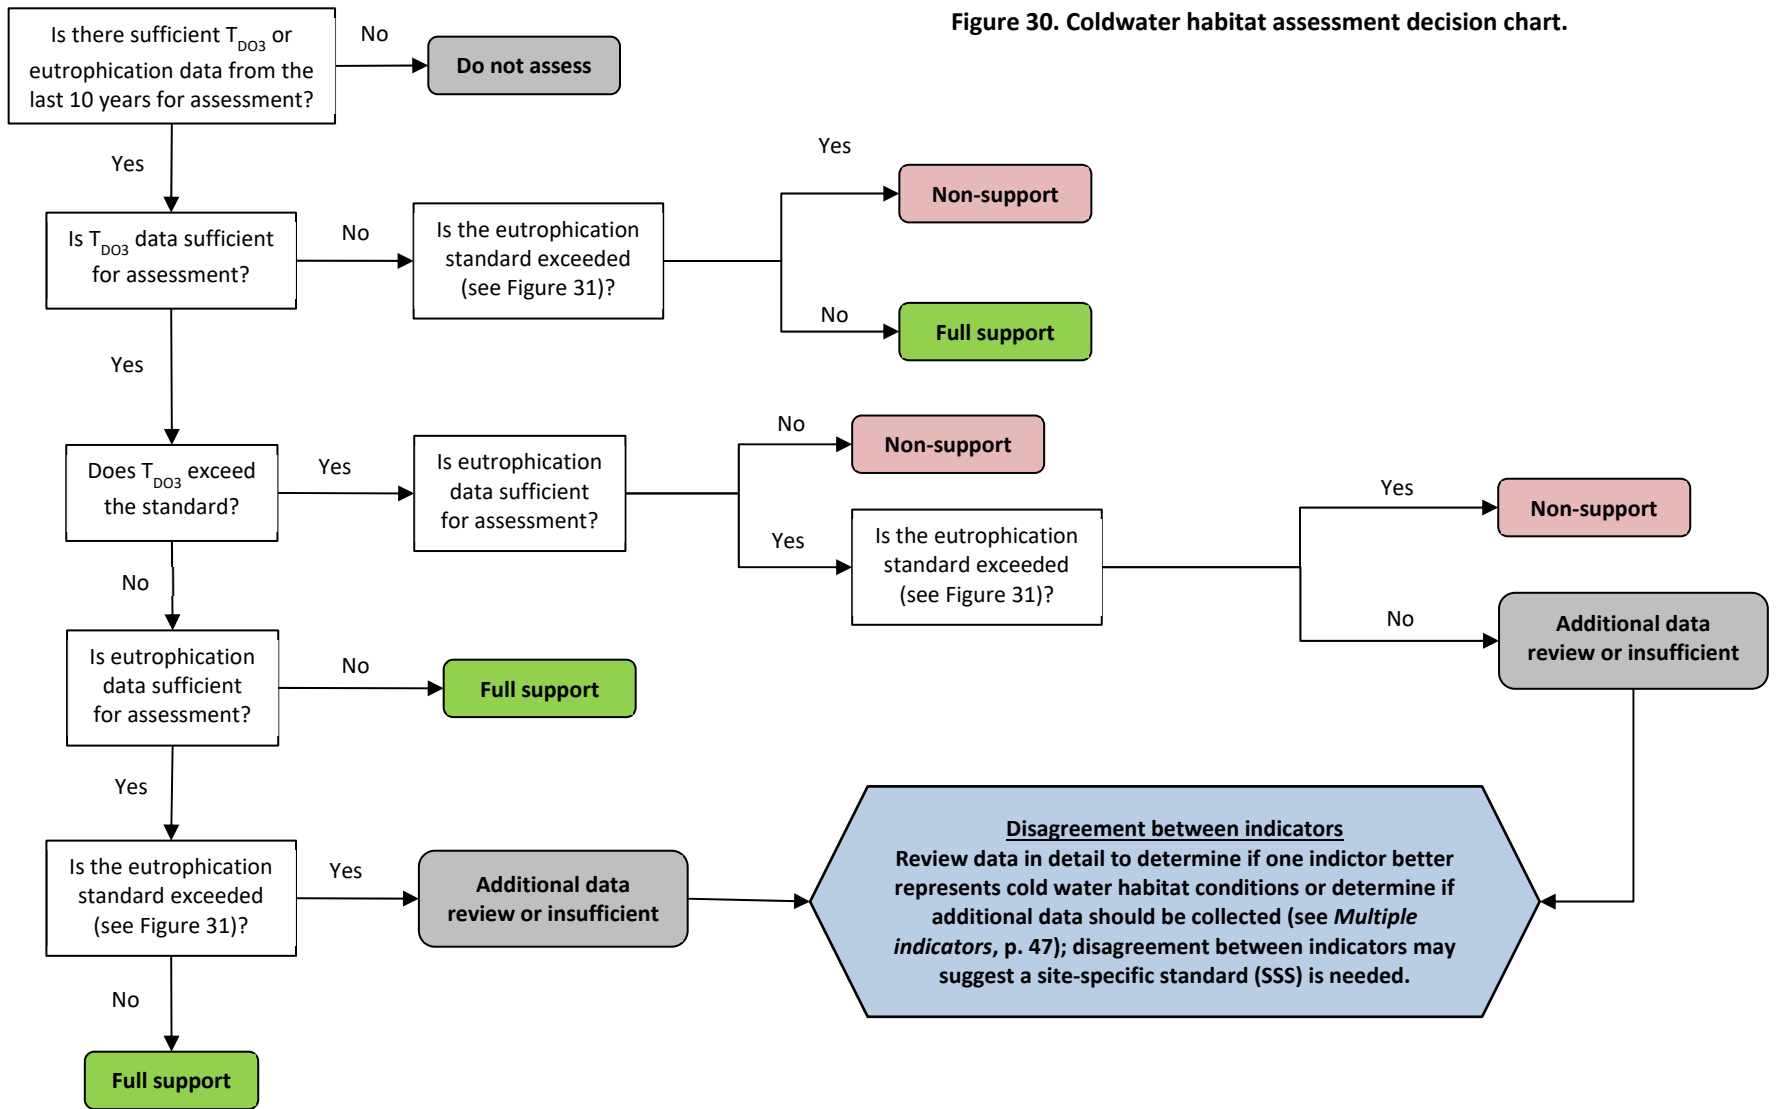 Figure 30. Coldwater habitat assessment decision chart.
Is there sufficient TDO3 or
eutrophication data from the
last 10 years for assessment?
No
Do not assess
Yes
Is TDO3 data sufficient
for assessment?
No
Is the eutrophication
standard exceeded
(see Figure 31)?
Yes
Non-support
No
Full support
Yes
Does TDO3 exceed
the standard?
Yes
Is eutrophication
data sufficient
for assessment?
No
Non-support
Yes
Is the eutrophication
standard exceeded
(see Figure 31)?
Yes
Non-support
No
Additional data
review or insufficient
No
Is eutrophication
data sufficient
for assessment?
No
Full support
Yes
Is the eutrophication
standard exceeded
(see Figure 31)?
Yes
Additional data
review or insufficient
Disagreement between indicators
Review data in detail to determine if one indictor better
represents cold water habitat conditions or determine if
additional data should be collected (see Multiple
indicators, p. 47); disagreement between indicators may
suggest a site-specific standard (SSS) is needed.
No
Full support